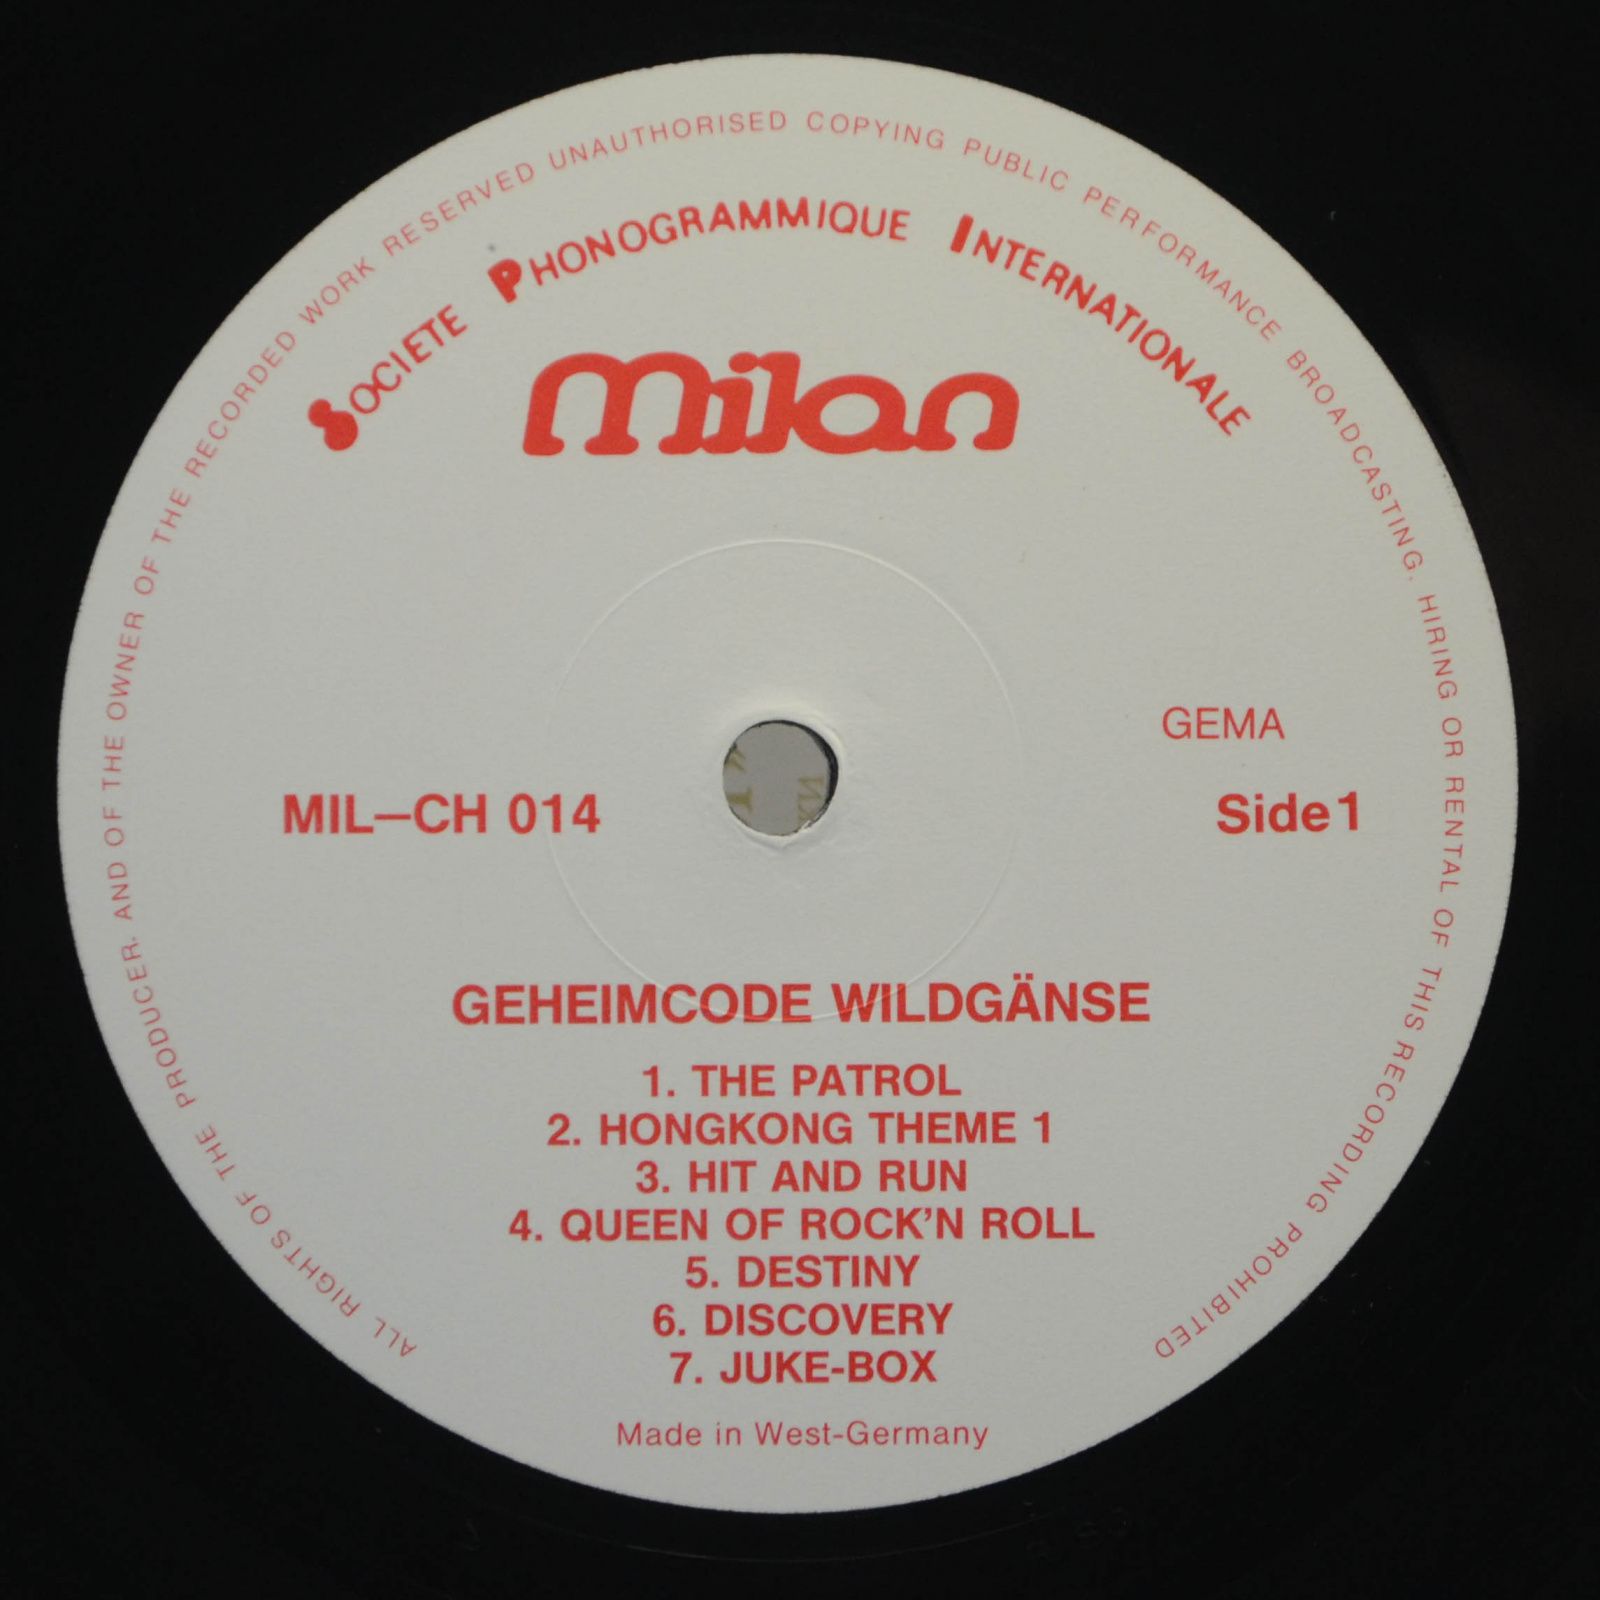 ALL RIGHTS OF THE PRODUCER. AND OF THE OWNER OF THE RECORDED WORK RESERVED UNAUTHORISED COPYING PUBLIC PERFORMANCE BROADCASTING. HIRING OR RENTAL OF THIS RECORDING PROHIBITED
SOCIETE PHONOGRAMMIQUE INTERNATIONALE
Milan
GEMA
MIL—CH 014
Side 1
GEHEIMCODE WILDGÄNSE
1. THE PATROL
2. HONGKONG THEME 1
3. HIT AND RUN
4. QUEEN OF ROCK’N ROLL
5. DESTINY
6. DISCOVERY
7. JUKE-BOX
Made in West-Germany